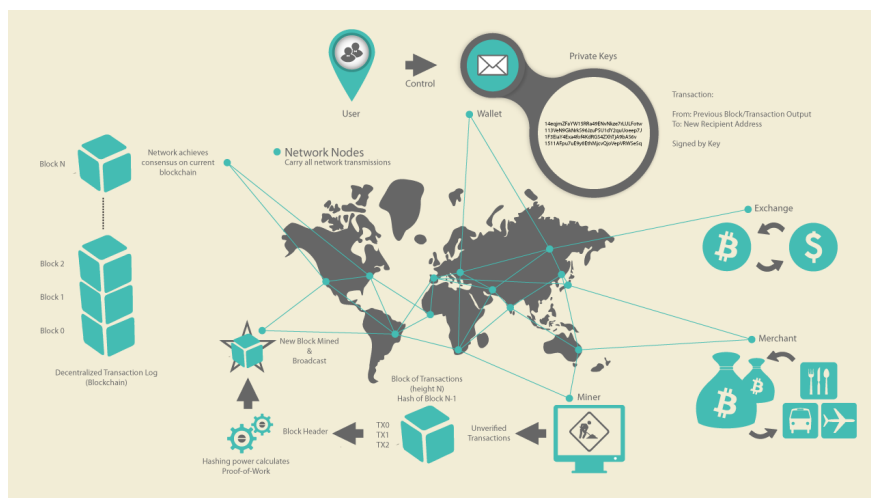 User
Control
Private Keys
Wallet
Transaction:
From: Previous Block/Transaction Output
To: New Recipient Address
Signed by Key
Network Nodes
Carry all network transmissions
Block N
Network achieves
consensus on current
blockchain
Exchange
Block 2
Block 1
Block 0
Decentralized Transaction Log
(Blockchain)
New Block Mined
&
Broadcast
Merchant
Miner
Block of Transactions
(height N)
Hash of Block N-1
TX0
TX1
TX2
Block Header
Unverified
Transactions
Hashing power calculates
Proof-of-Work